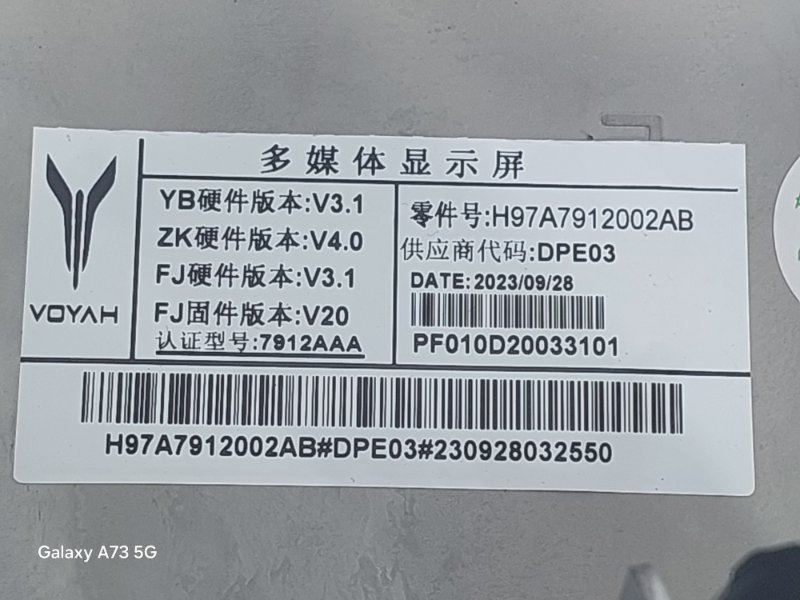 多媒体显示屏
VOYAH
YB硬件版本:V3.1
ZK硬件版本:V4.0
FJ硬件版本:V3.1
FJ固件版本:V20
认证型号:7912AAA
零件号:H97A7912002AB
供应商代码:DPE03
DATE:2023/09/28
PF010D20033101
H97A7912002AB#DPE03#230928032550
Galaxy A73 5G